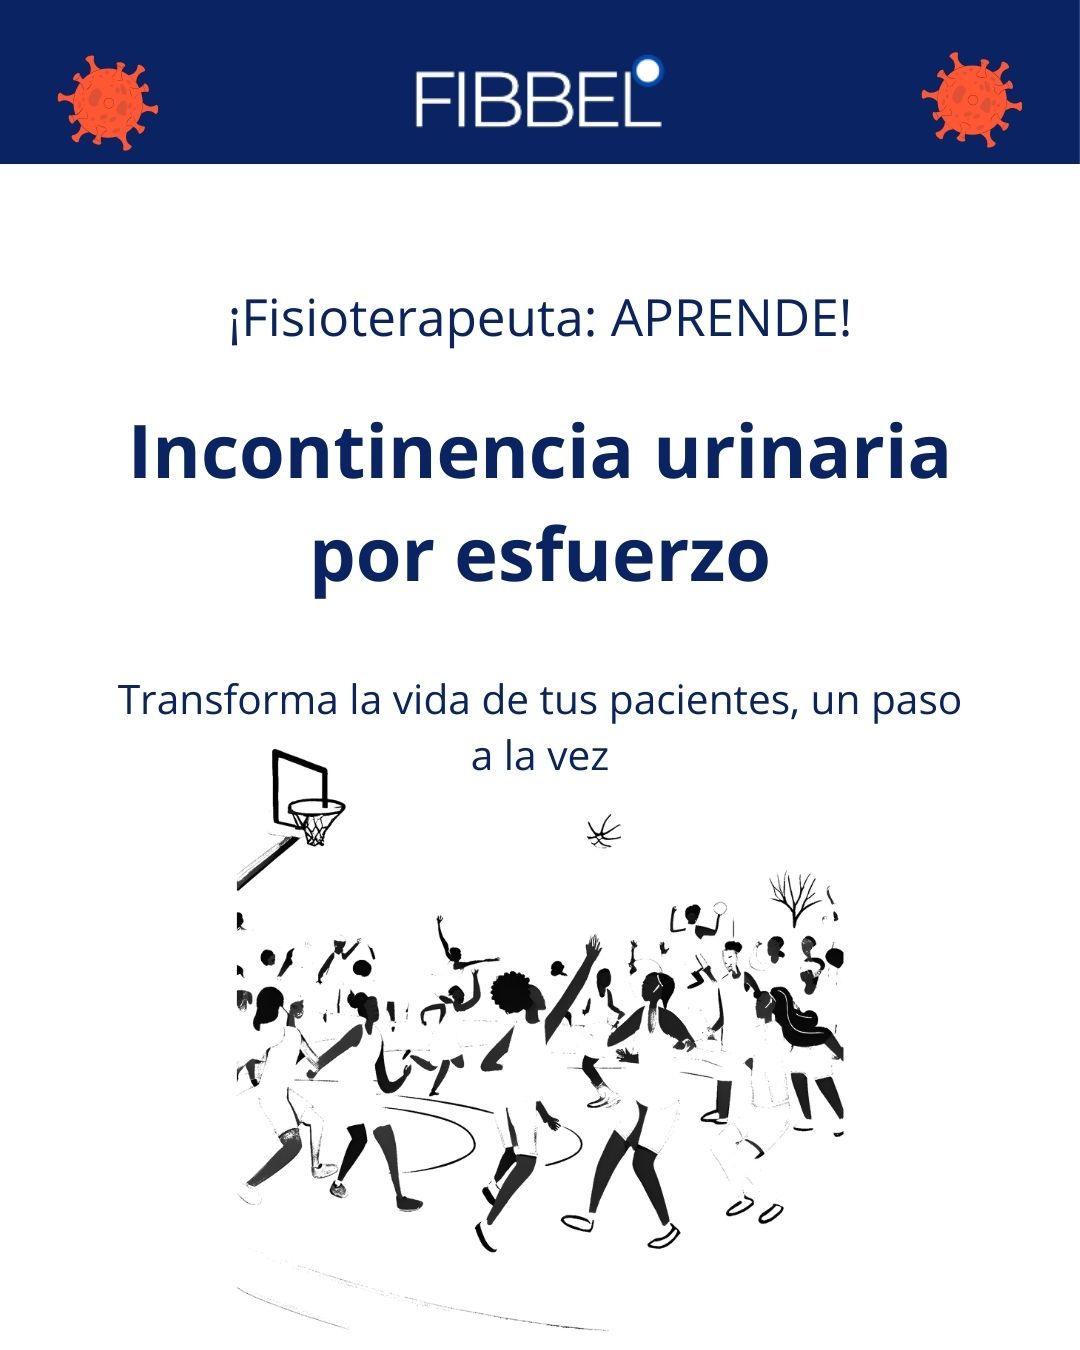 FIBBEL
¡Fisioterapeuta: APRENDE!
Incontinencia urinaria
por esfuerzo
Transforma la vida de tus pacientes, un paso
a la vez